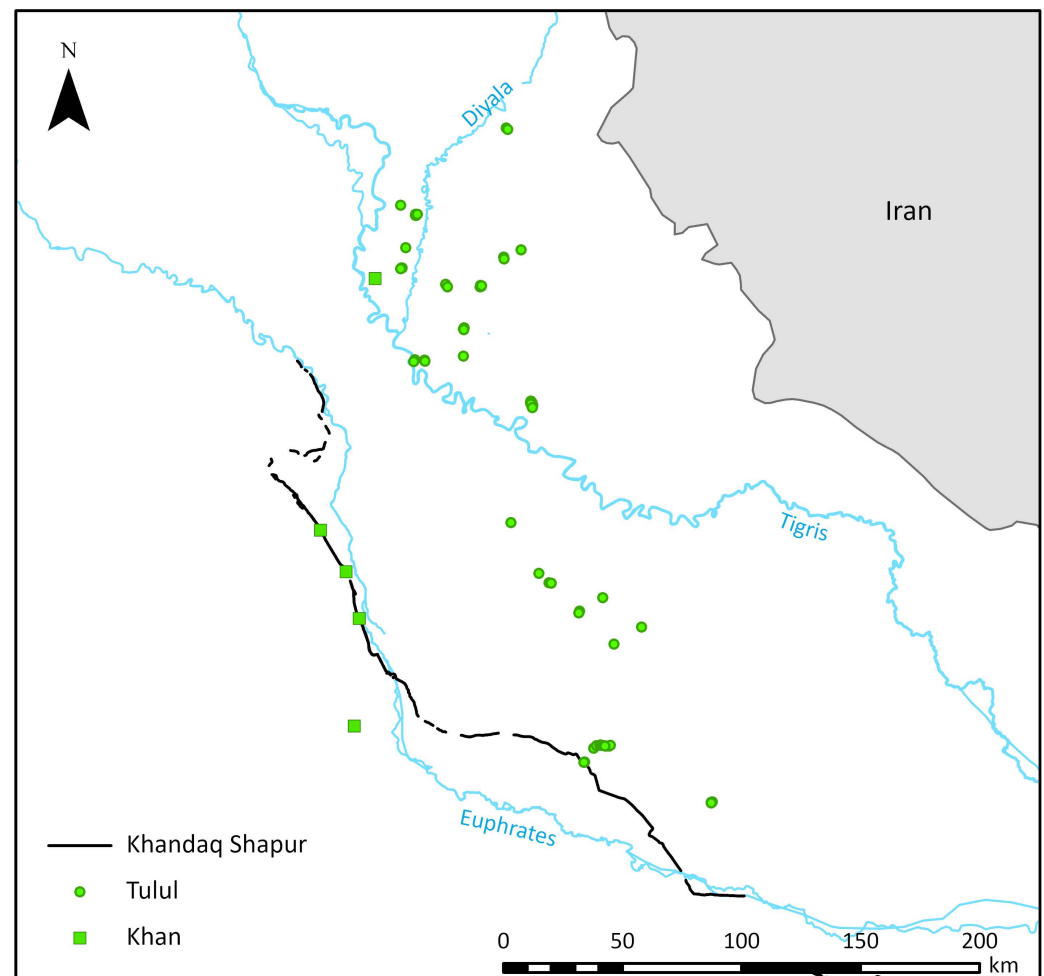 N
Diyala
Iran
Tigris
Euphrates
Khandaq Shapur
Tulul
Khan
0 50 100 150 200
km